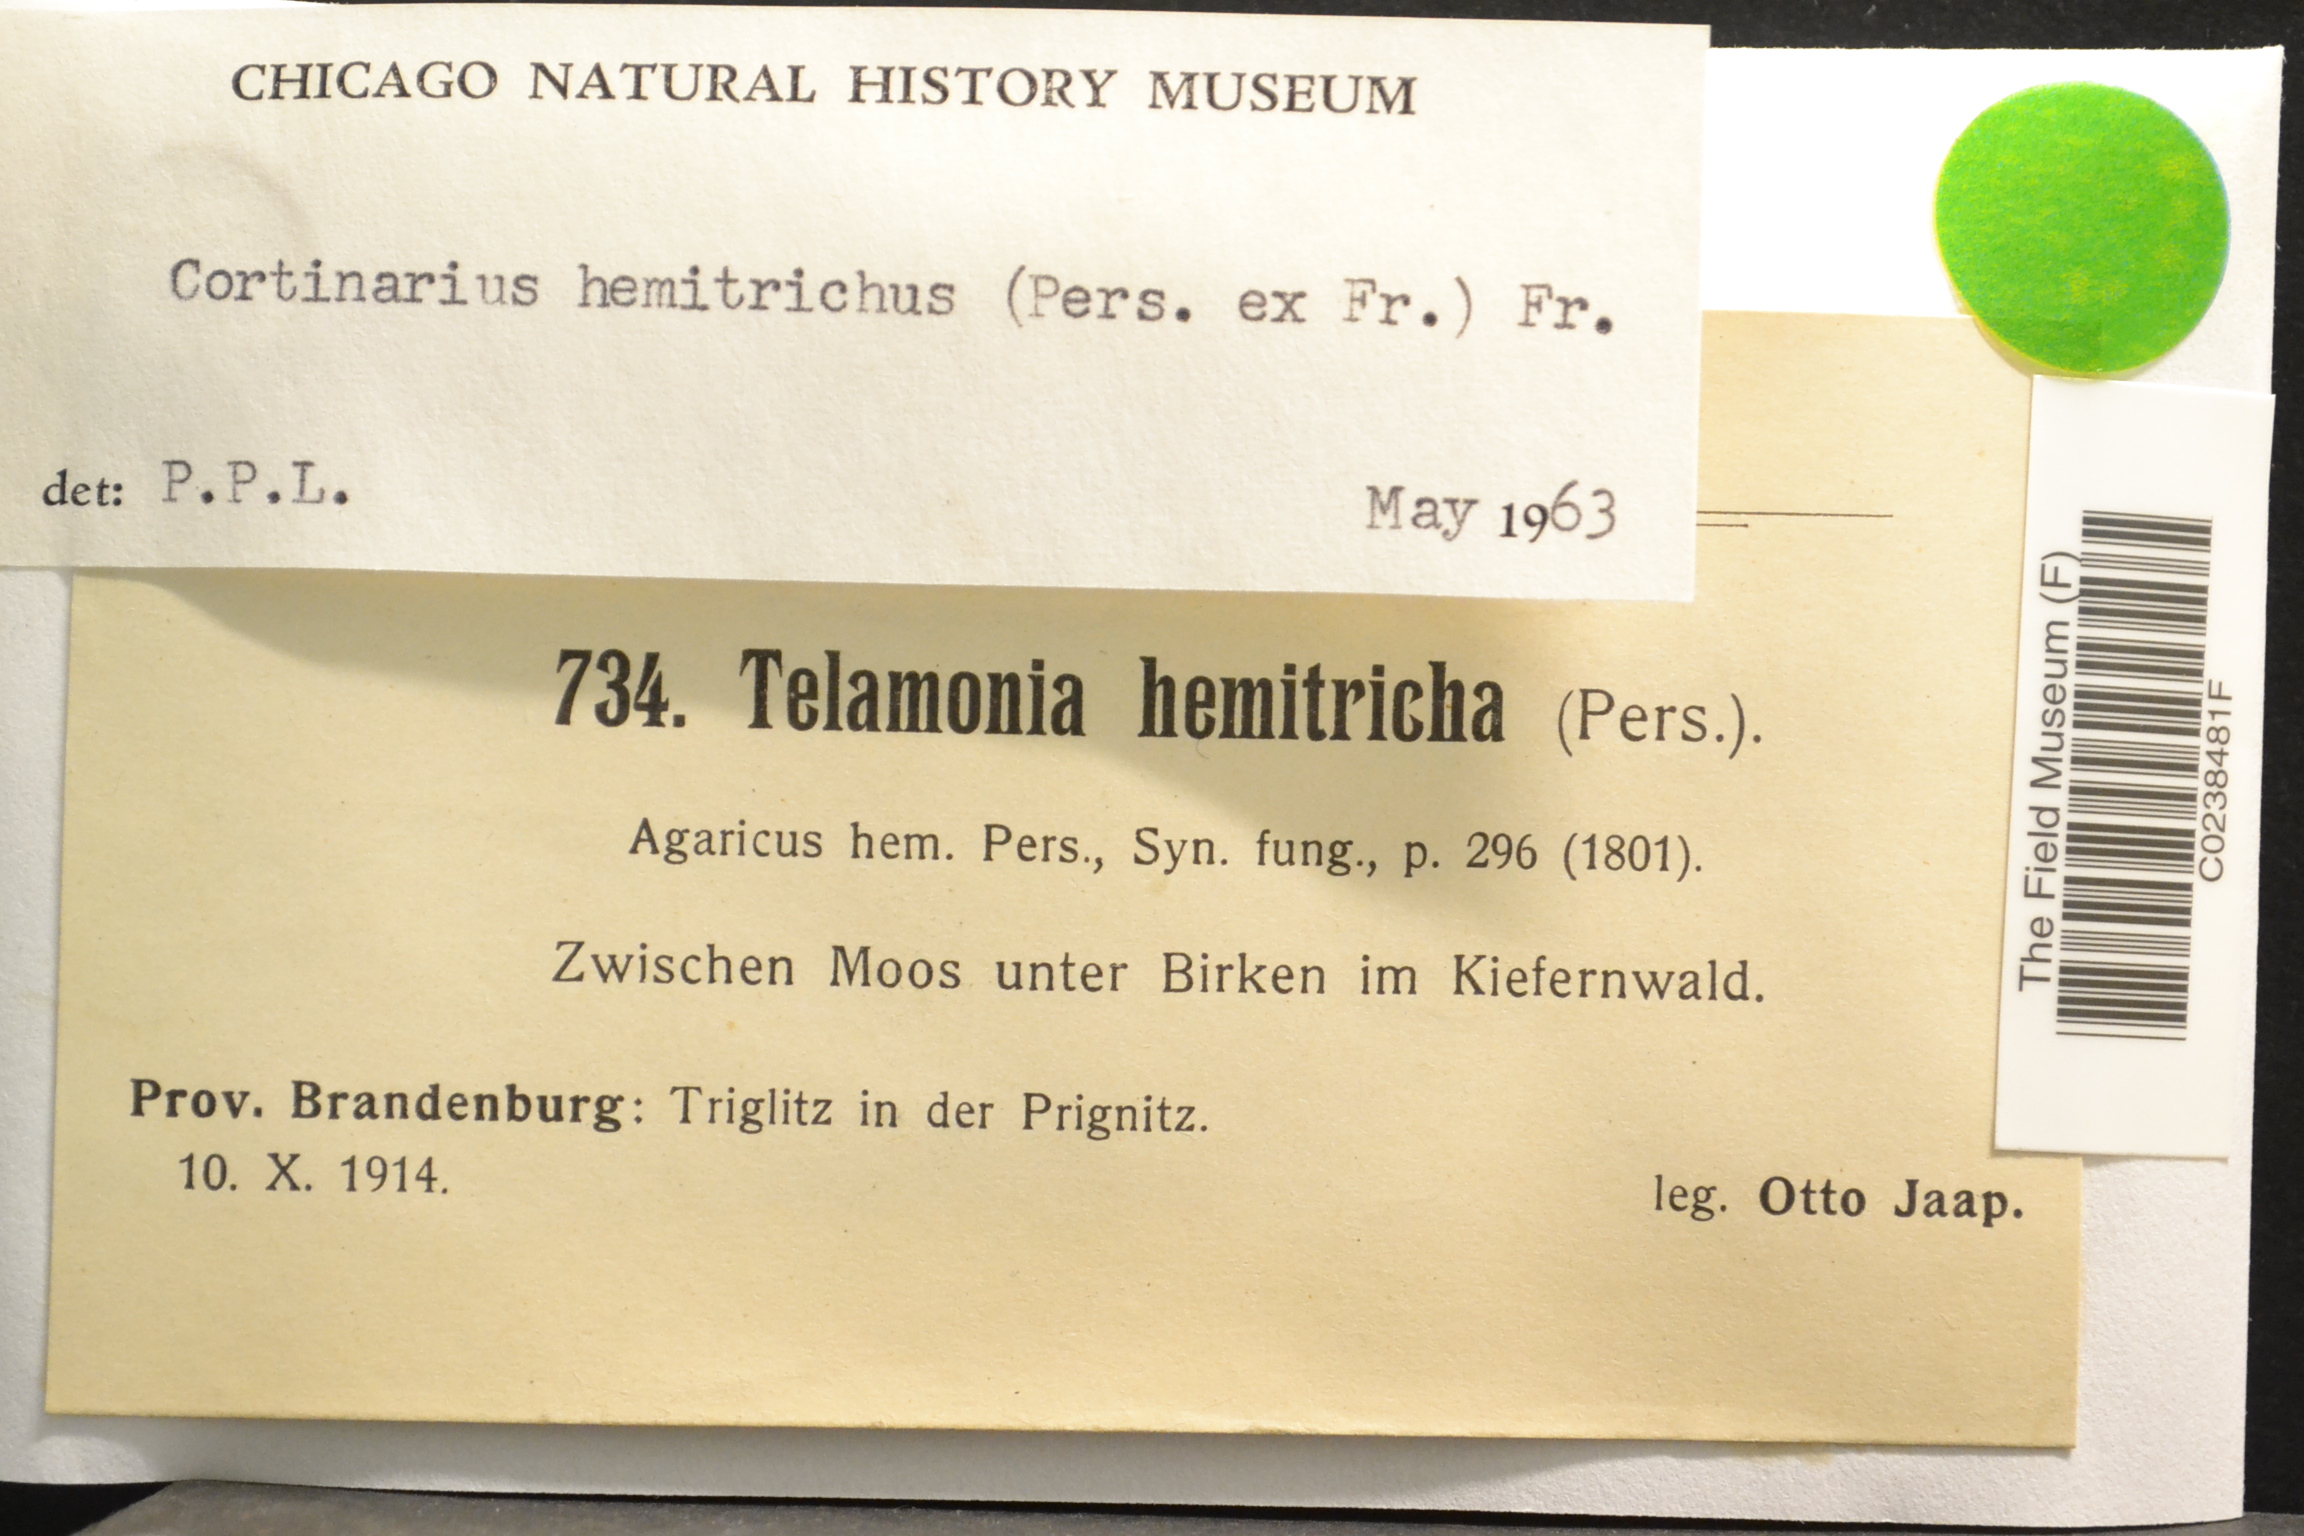 CHICAGO NATURAL HISTORY MUSEUM
Cortinarius hemitrichus (Pers. ex Fr.) Fr.
det: P.P.L.
May 1963
734. Telamonia hemitricha (Pers.).
Agaricus hem. Pers., Syn. fung., p. 296 (1801).
Zwischen Moos unter Birken im Kiefernwald.
Prov. Brandenburg: Triglitz in der Prignitz.
10. X. 1914.
leg. Otto Jaap.
The Field Museum (F)
C0238481F